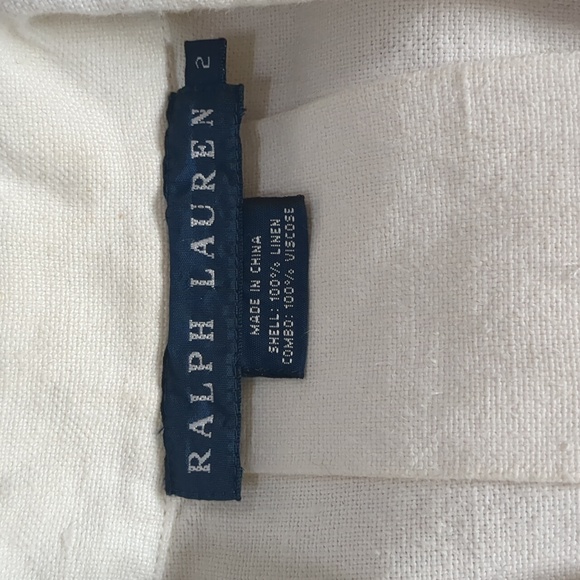 2
RALPH LAUREN
MADE IN CHINA
SHELL: 100% LINEN
COMBO: 100% VISCOSE